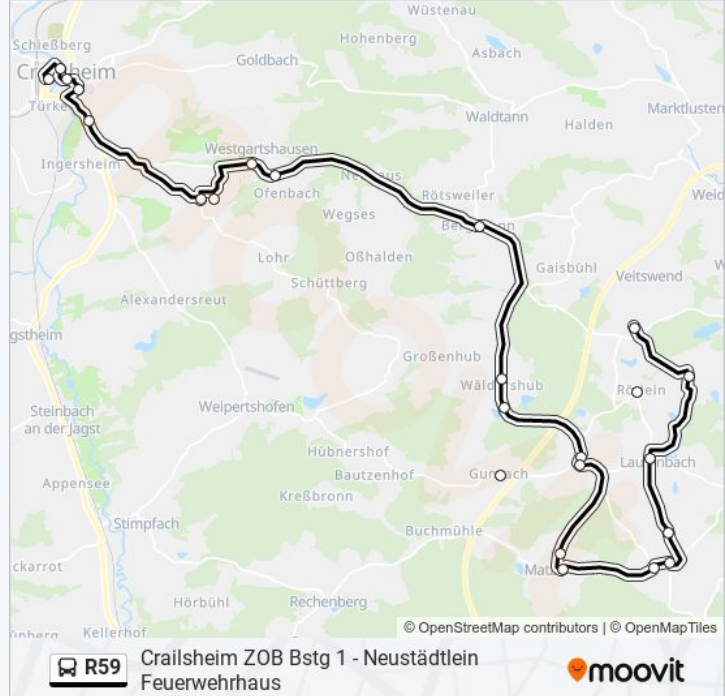 Wüstenau
Hohenberg
Schießberg
Asbach
Goldbach
Marktlusten
Waldtann
Halden
Westgartshausen
Ingersheim
Rötsweiler
Ofenbach
Wegses
Gaisbühl
Lohr
Oßhalden
Veitswend
Schüttberg
Alexandersreut
gstheim
Großenhub
Weipertshofen
Steinbach
an der Jagst
Hübnershof
Bautzenhof
Appensee
Kreßbronn
Stimpfach
Buchmühle
ckarrot
Hörbühl
Rechenberg
Kellerhof
© OpenStreetMap contributors | © OpenMapTiles
R59
Crailsheim ZOB Bstg 1 - Neustädtlein
Feuerwehrhaus
moovit